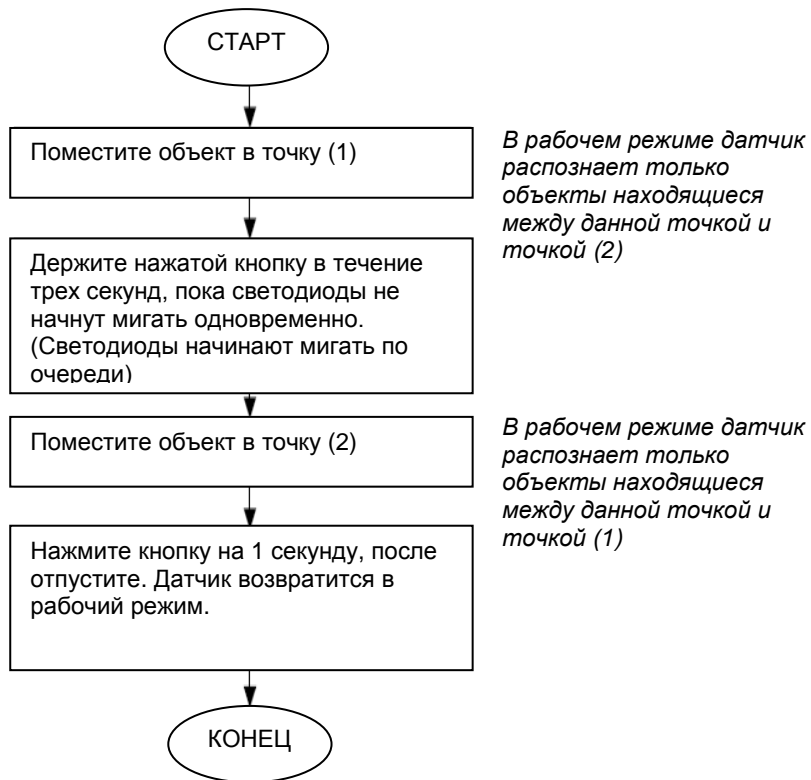 СТАРТ
Поместите объект в точку (1)
В рабочем режиме датчик
распознает только
объекты находящиеся
между данной точкой и
точкой (2)
Держите нажатой кнопку в течение
трех секунд, пока светодиоды не
начнут мигать одновременно.
(Светодиоды начинают мигать по
очереди)
Поместите объект в точку (2)
В рабочем режиме датчик
распознает только
объекты находящиеся
между данной точкой и
точкой (1)
Нажмите кнопку на 1 секунду, после
отпустите. Датчик возвратится в
рабочий режим.
КОНЕЦ